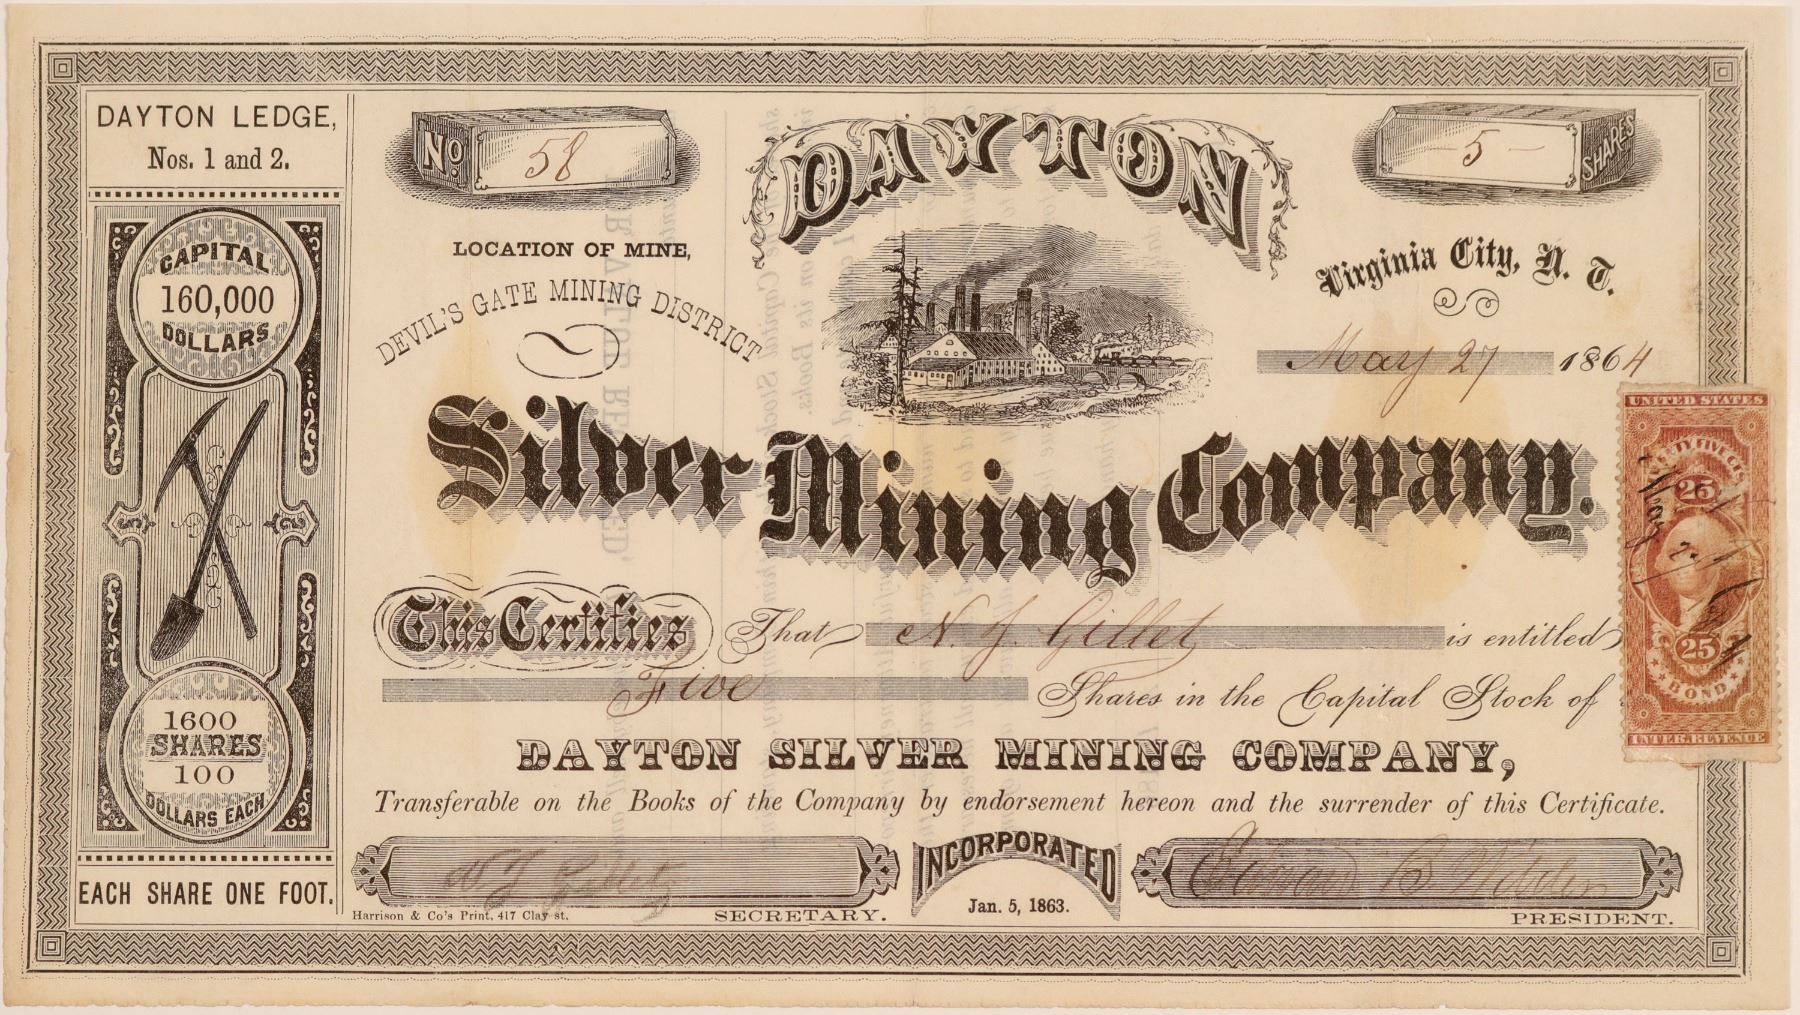 DAYTON LEDGE,
Nos. 1 and 2.
CAPITAL
160,000
DOLLARS
1600
SHARES
100
DOLLARS EACH
EACH SHARE ONE FOOT.
No. 58
DAYTON
5 SHARES
LOCATION OF MINE,
DEVIL'S GATE MINING DISTRICT
Virginia City, N. T.
May 27 1864
Silver Mining Company.
This Certifies That N. J. Gillet is entitled
Five Shares in the Capital Stock of
DAYTON SILVER MINING COMPANY,
Transferable on the Books of the Company by endorsement hereon and the surrender of this Certificate.
Gillett
INCORPORATED
Jan. 5, 1863.
Edward B.
Harrison & Co's Print, 417 Clay st.
SECRETARY.
PRESIDENT.
UNITED STATES
25
May 27
25
BOND
INTER. REVENUE